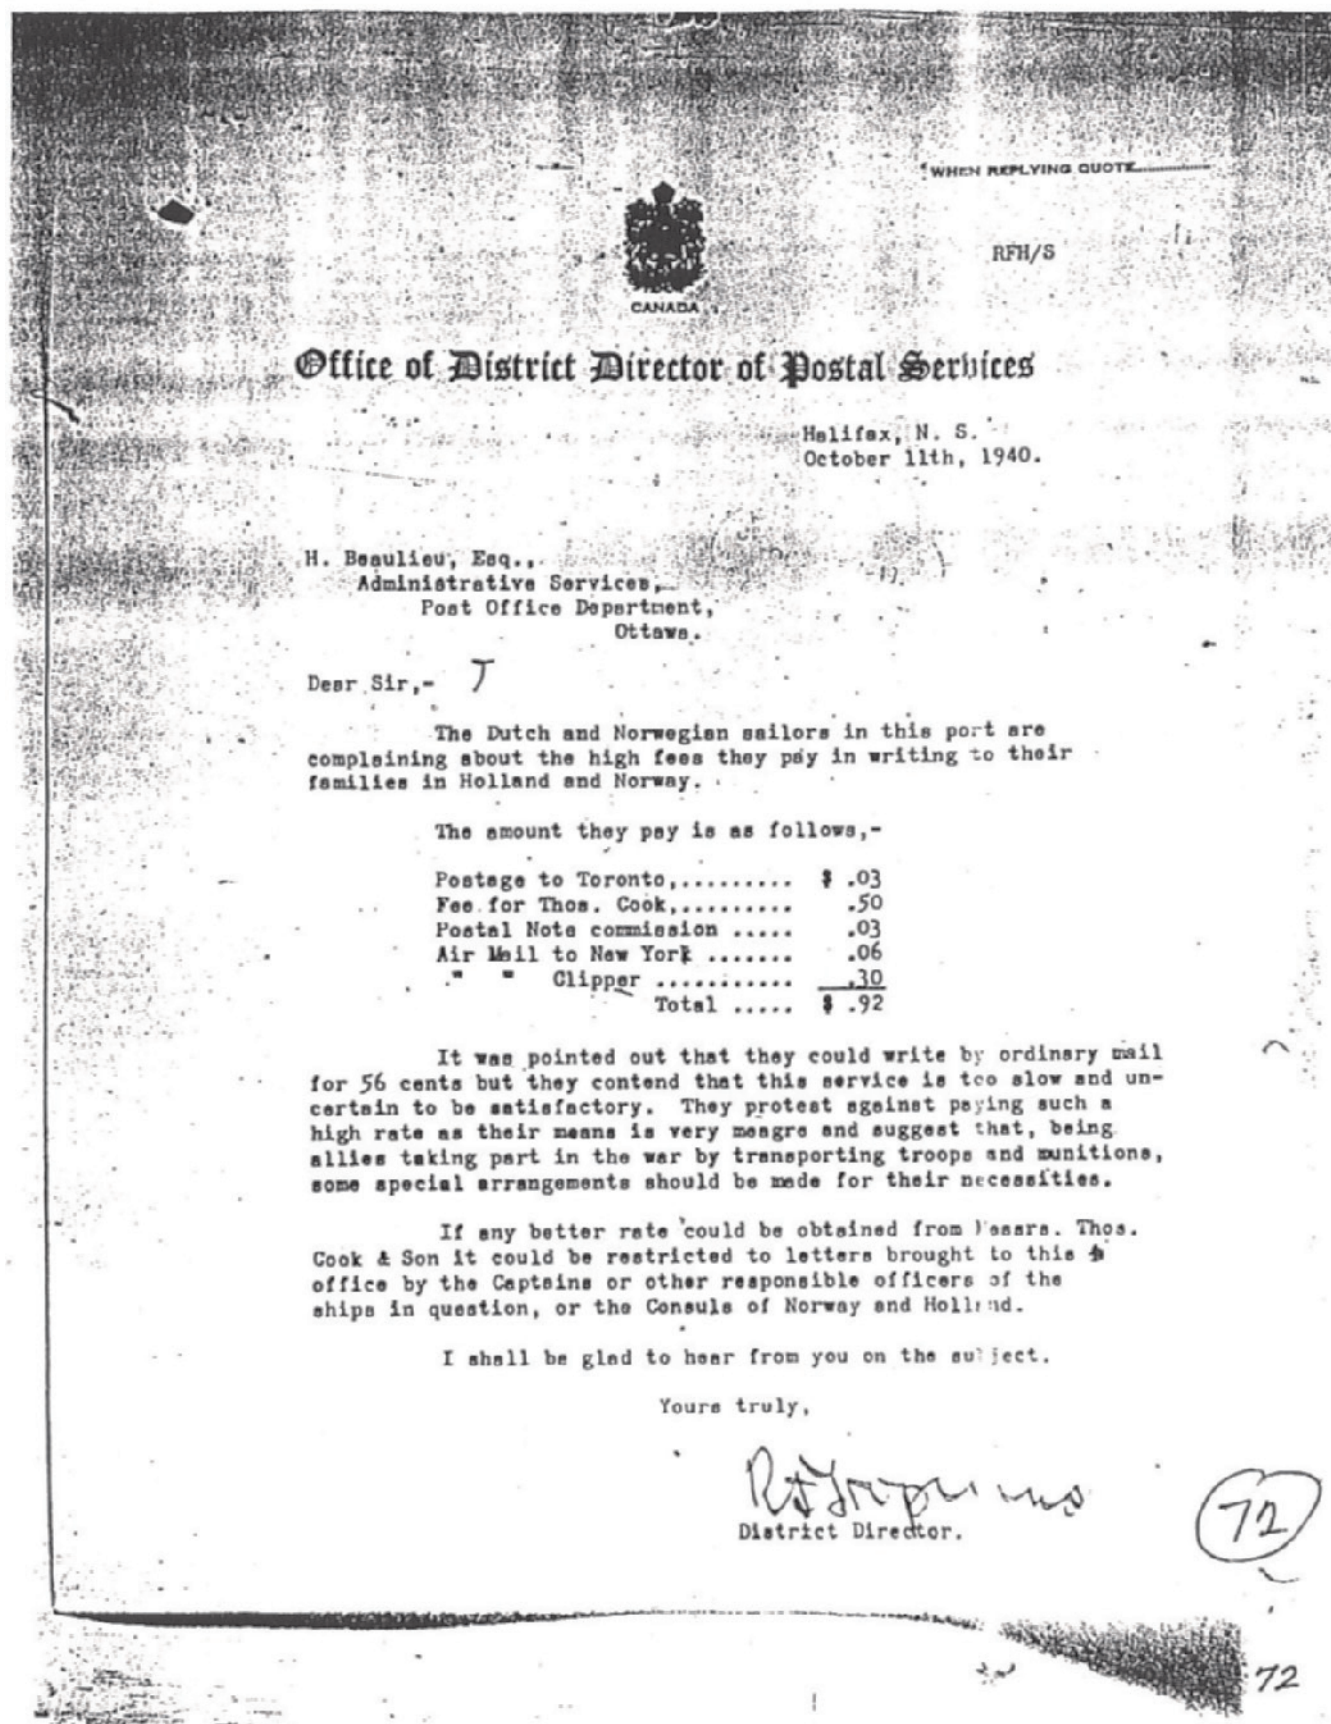 WHEN REPLYING QUOTE
RFH/S
CANADA
Office of District Director of Postal Services
Halifax, N. S.
October 11th, 1940.
H. Beaulieu, Esq.,
Administrative Services,
Post Office Department,
Ottawa.
Dear Sir,-
The Dutch and Norwegian sailors in this port are
complaining about the high fees they pay in writing to their
families in Holland and Norway.
The amount they pay is as follows,-
Postage to Toronto,.......... $ .03
Fee for Thos. Cook,.......... .50
Postal Note commission ..... .03
Air Mail to New York ....... .06
" " Clipper ........... .30
Total ..... $ .92
It was pointed out that they could write by ordinary mail
for 56 cents but they contend that this service is too slow and un-
certain to be satisfactory. They protest against paying such a
high rate as their means is very meagre and suggest that, being
allies taking part in the war by transporting troops and munitions,
some special arrangements should be made for their necessities.
If any better rate could be obtained from Messrs. Thos.
Cook & Son it could be restricted to letters brought to this
office by the Captains or other responsible officers of the
ships in question, or the Consuls of Norway and Holland.
I shall be glad to hear from you on the subject.
Yours truly,
District Director.
72
72